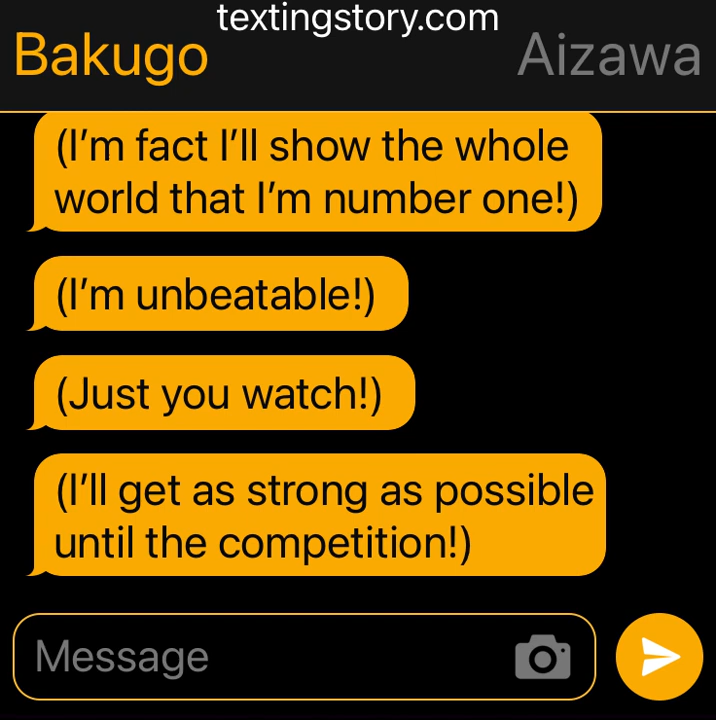 textingstory.com
Bakugo
Aizawa
(I’m fact I’ll show the whole
world that I’m number one!)
(I’m unbeatable!)
(Just you watch!)
(I’ll get as strong as possible
until the competition!)
Message